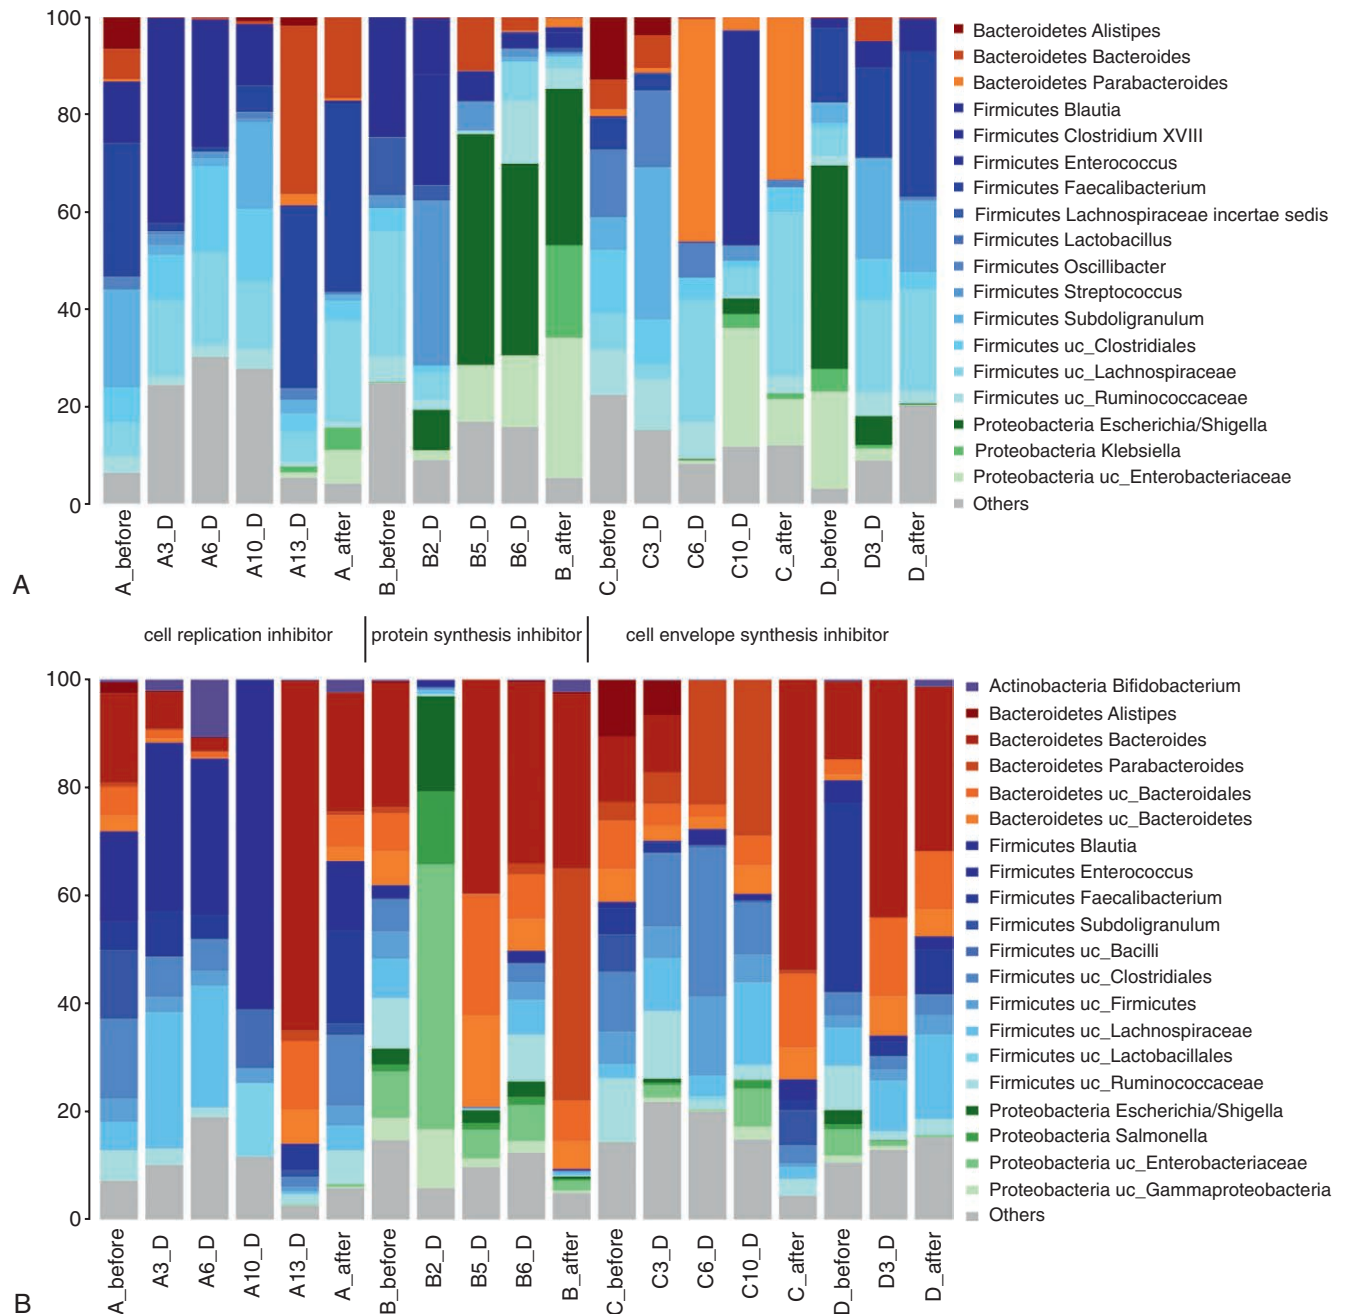 100
80
60
40
20
0
Bacteroidetes Alistipes
Bacteroidetes Bacteroides
Bacteroidetes Parabacteroides
Firmicutes Blautia
Firmicutes Clostridium XVIII
Firmicutes Enterococcus
Firmicutes Faecalibacterium
Firmicutes Lachnospiraceae incertae sedis
Firmicutes Lactobacillus
Firmicutes Oscillibacter
Firmicutes Streptococcus
Firmicutes Subdoligranulum
Firmicutes uc_Clostridiales
Firmicutes uc_Lachnospiraceae
Firmicutes uc_Ruminococcaceae
Proteobacteria Escherichia/Shigella
Proteobacteria Klebsiella
Proteobacteria uc_Enterobacteriaceae
Others
A_before
A3_D
A6_D
A10_D
A13_D
A_after
B_before
B2_D
B5_D
B6_D
B_after
C_before
C3_D
C6_D
C10_D
C_after
D_before
D3_D
D_after
A
cell replication inhibitor
protein synthesis inhibitor
cell envelope synthesis inhibitor
100
80
60
40
20
0
Actinobacteria Bifidobacterium
Bacteroidetes Alistipes
Bacteroidetes Bacteroides
Bacteroidetes Parabacteroides
Bacteroidetes uc_Bacteroidales
Bacteroidetes uc_Bacteroidetes
Firmicutes Blautia
Firmicutes Enterococcus
Firmicutes Faecalibacterium
Firmicutes Subdoligranulum
Firmicutes uc_Bacilli
Firmicutes uc_Clostridiales
Firmicutes uc_Firmicutes
Firmicutes uc_Lachnospiraceae
Firmicutes uc_Lactobacillales
Firmicutes uc_Ruminococcaceae
Proteobacteria Escherichia/Shigella
Proteobacteria Salmonella
Proteobacteria uc_Enterobacteriaceae
Proteobacteria uc_Gammaproteobacteria
Others
A_before
A3_D
A6_D
A10_D
A13_D
A_after
B_before
B2_D
B5_D
B6_D
B_after
C_before
C3_D
C6_D
C10_D
C_after
D_before
D3_D
D_after
B